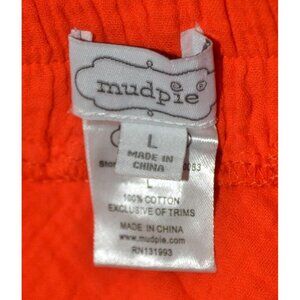 mudpie®
L
MADE IN
CHINA
L
100% COTTON
EXCLUSIVE OF TRIMS
MADE IN CHINA
www.mudpie.com
RN131993